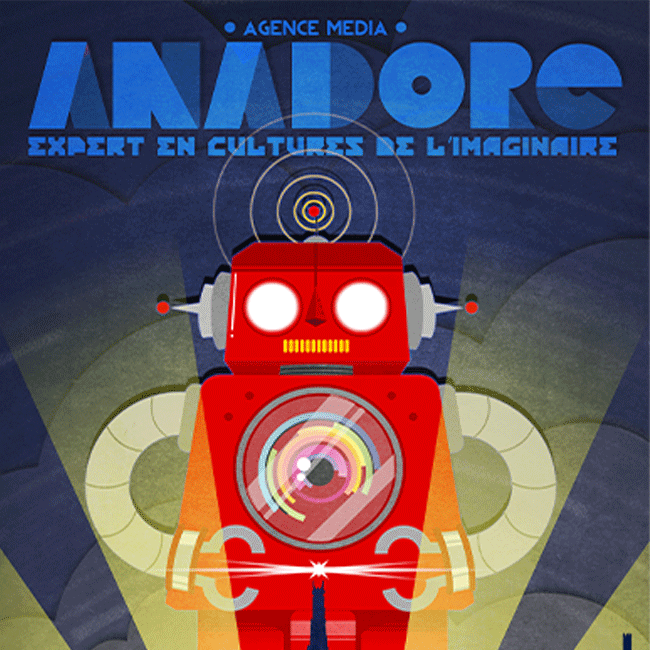 • AGENCE MEDIA •
ANADORE
EXPERT EN CULTURES DE L'IMAGINAIRE